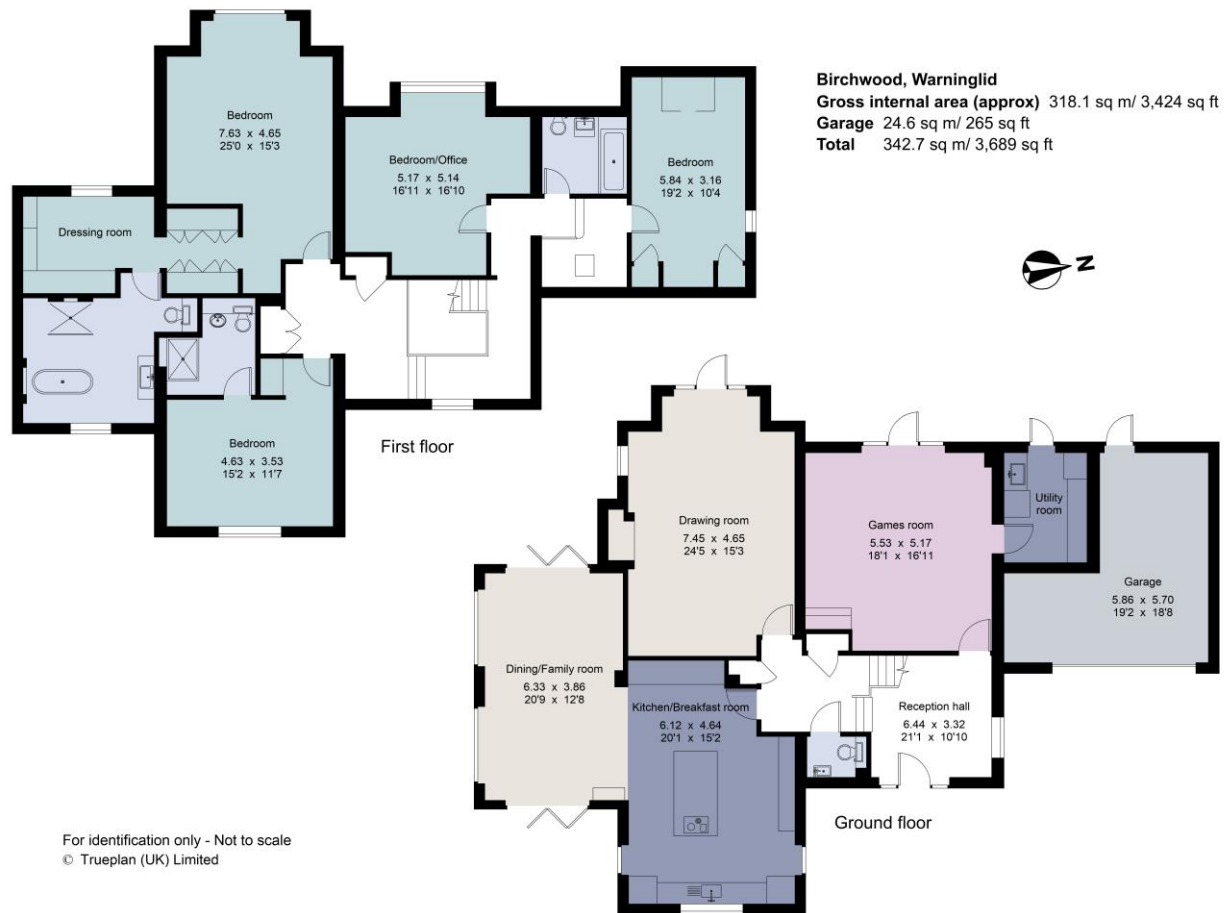 Birchwood, Warninglid
Gross internal area (approx) 318.1 sq m/ 3,424 sq ft
Garage 24.6 sq m/ 265 sq ft
Total 342.7 sq m/ 3,689 sq ft
N
Bedroom
7.63 x 4.65
25'0 x 15'3
Bedroom/Office
5.17 x 5.14
16'11 x 16'10
Bedroom
5.84 x 3.16
19'2 x 10'4
Dressing room
Bedroom
4.63 x 3.53
15'2 x 11'7
First floor
Drawing room
7.45 x 4.65
24'5 x 15'3
Games room
5.53 x 5.17
18'1 x 16'11
Utility
room
Garage
5.86 x 5.70
19'2 x 18'8
Dining/Family room
6.33 x 3.86
20'9 x 12'8
Kitchen/Breakfast room
6.12 x 4.64
20'1 x 15'2
Reception hall
6.44 x 3.32
21'1 x 10'10
Ground floor
For identification only - Not to scale
© Trueplan (UK) Limited